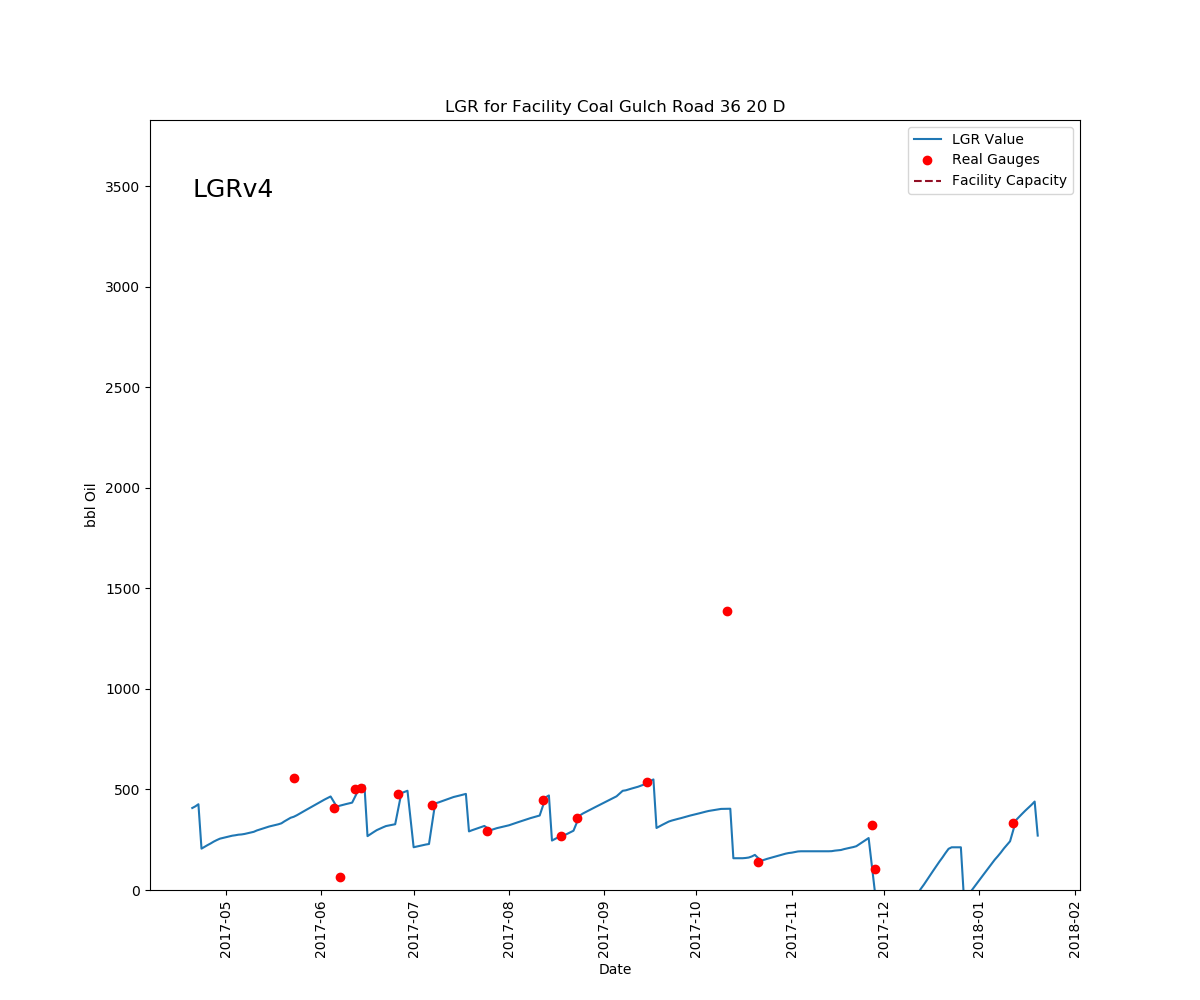 LGR for Facility Coal Gulch Road 36 20 D
LGRv4
LGR Value
Real Gauges
Facility Capacity
3500
3000
2500
2000
1500
1000
500
0
bbl Oil
2017-05
2017-06
2017-07
2017-08
2017-09
2017-10
2017-11
2017-12
2018-01
2018-02
Date